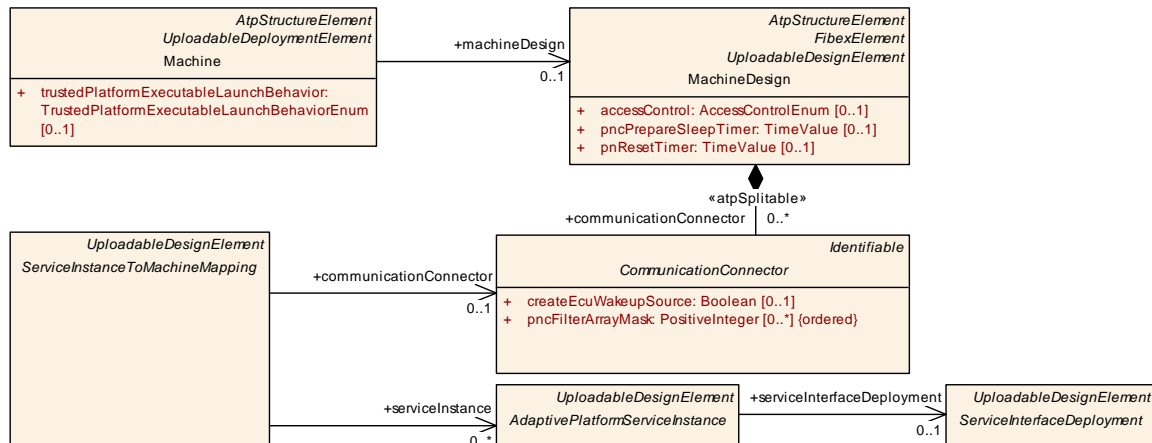 AtpStructureElement
UploadableDeploymentElement
Machine
+ trustedPlatformExecutableLaunchBehavior:
TrustedPlatformExecutableLaunchBehaviorEnum
[0..1]
+machineDesign
0..1
AtpStructureElement
FibexElement
UploadableDesignElement
MachineDesign
+ accessControl: AccessControlEnum [0..1]
+ pncPrepareSleepTimer: TimeValue [0..1]
+ pnResetTimer: TimeValue [0..1]
«atpSplitable»
+communicationConnector 0..*
UploadableDesignElement
ServiceInstanceToMachineMapping
+communicationConnector
0..1
Identifiable
CommunicationConnector
+ createEcuWakeupSource: Boolean [0..1]
+ pncFilterArrayMask: PositiveInteger [0..*] {ordered}
+serviceInstance
0..*
UploadableDesignElement
AdaptivePlatformServiceInstance
+serviceInterfaceDeployment
0..1
UploadableDesignElement
ServiceInterfaceDeployment